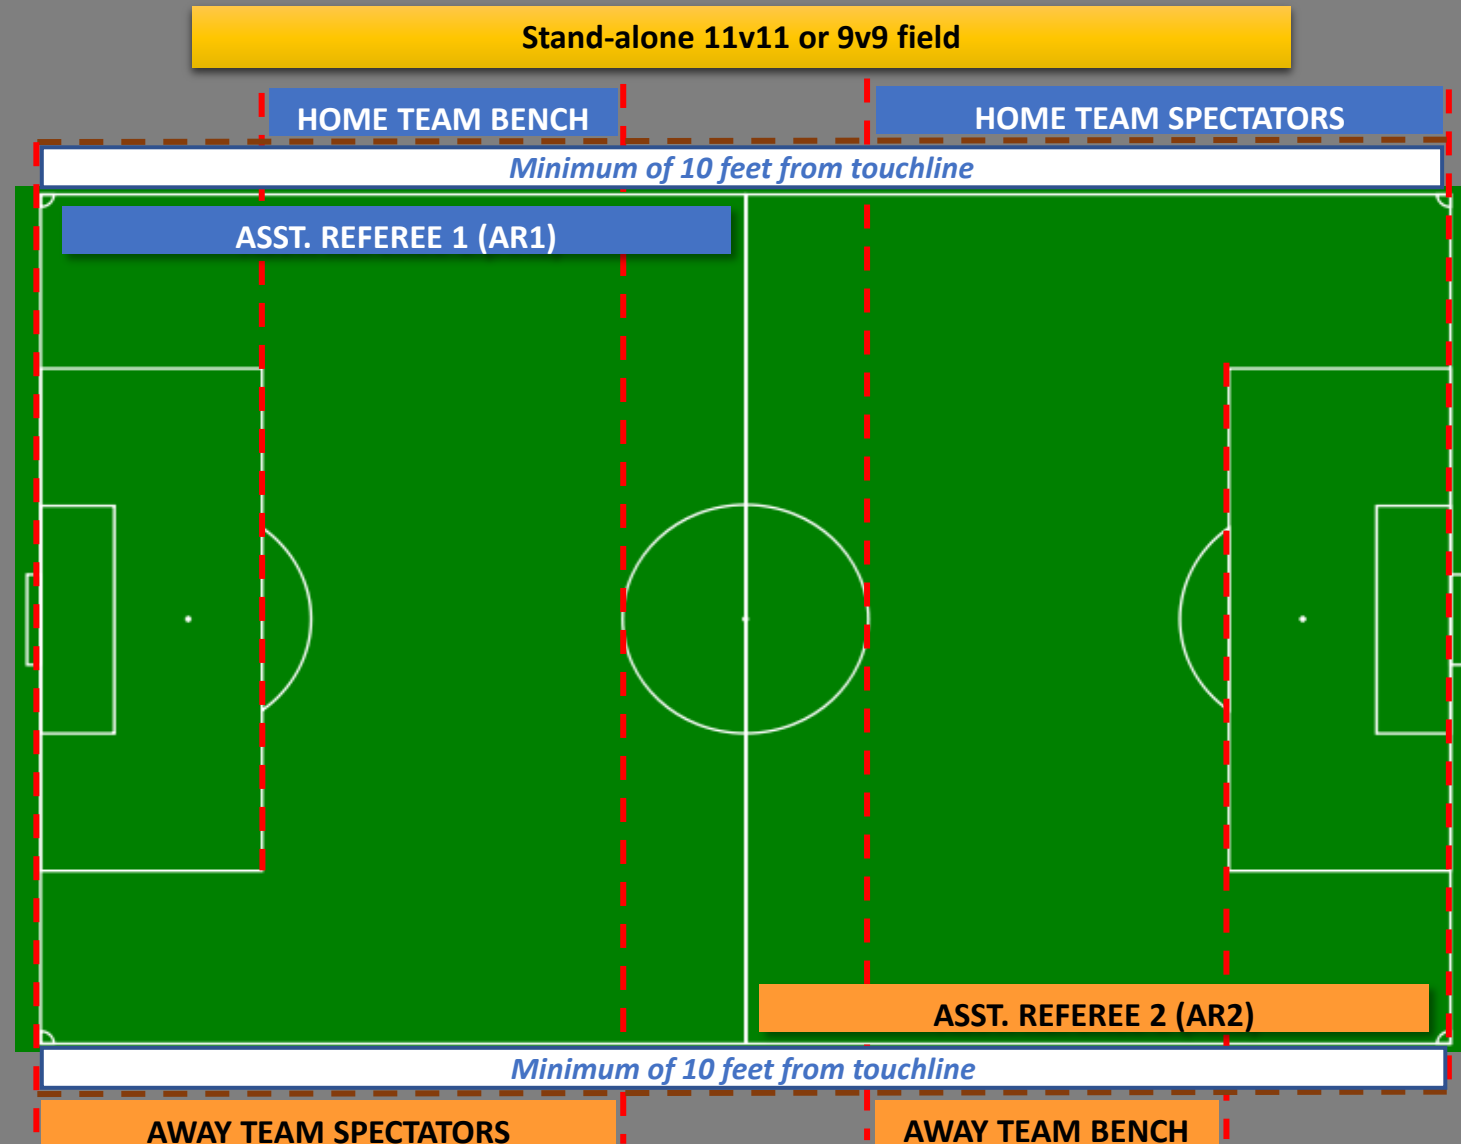 Stand-alone 11v11 or 9v9 field
HOME TEAM BENCH
HOME TEAM SPECTATORS
Minimum of 10 feet from touchline
ASST. REFEREE 1 (AR1)
ASST. REFEREE 2 (AR2)
Minimum of 10 feet from touchline
AWAY TEAM SPECTATORS
AWAY TEAM BENCH